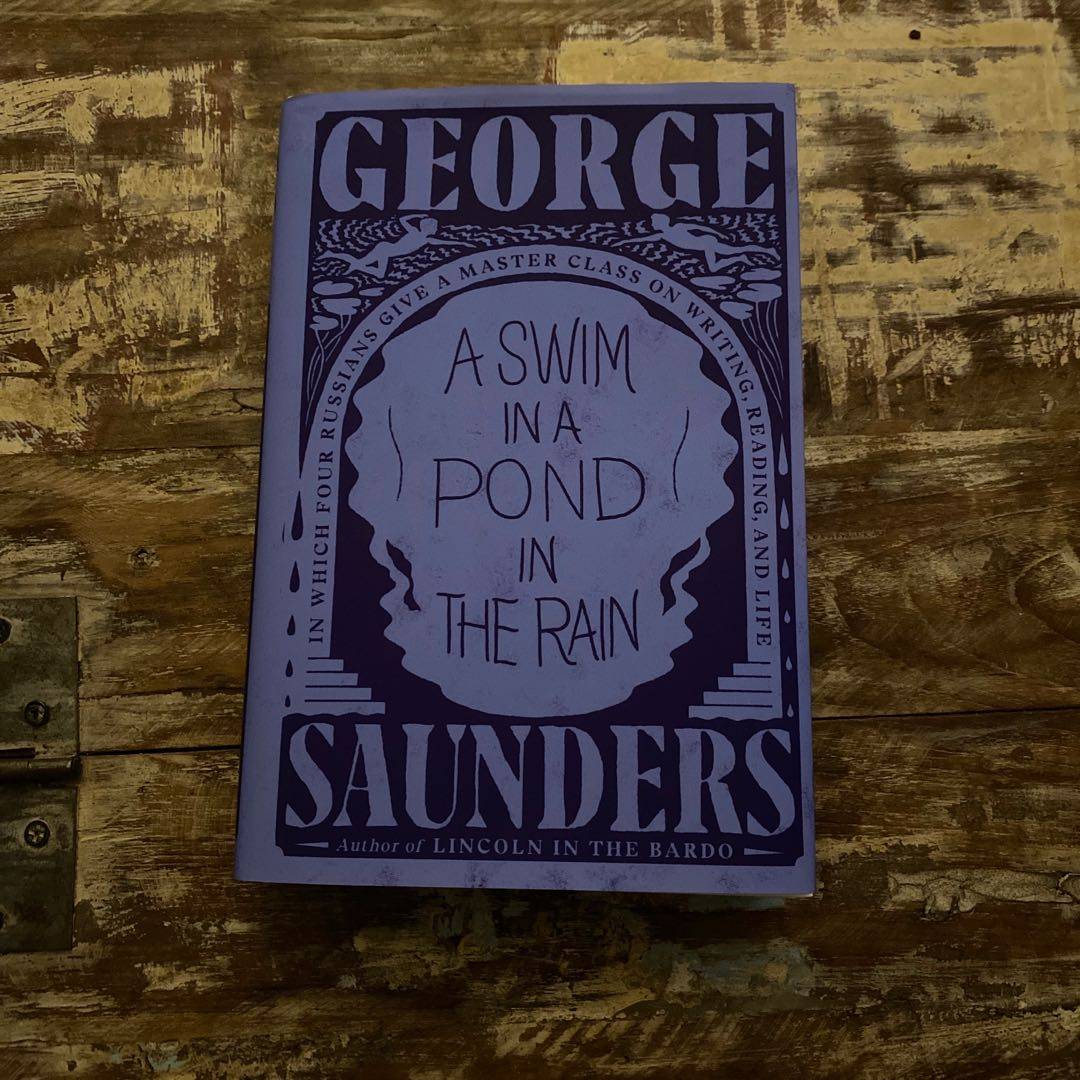 GEORGE
IN WHICH FOUR RUSSIANS GIVE A MASTER CLASS ON WRITING, READING, AND LIFE
A SWIM
IN A
POND
IN
THE RAIN
SAUNDERS
Author of LINCOLN IN THE BARDO